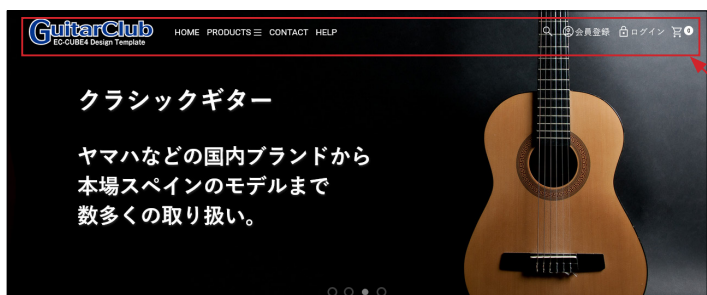 GuitarClub
EC-CUBE4 Design Template
HOME PRODUCTS CONTACT HELP
会員登録 ログイン 0
クラシックギター
ヤマハなどの国内ブランドから
本場スペインのモデルまで
数多くの取り扱い。